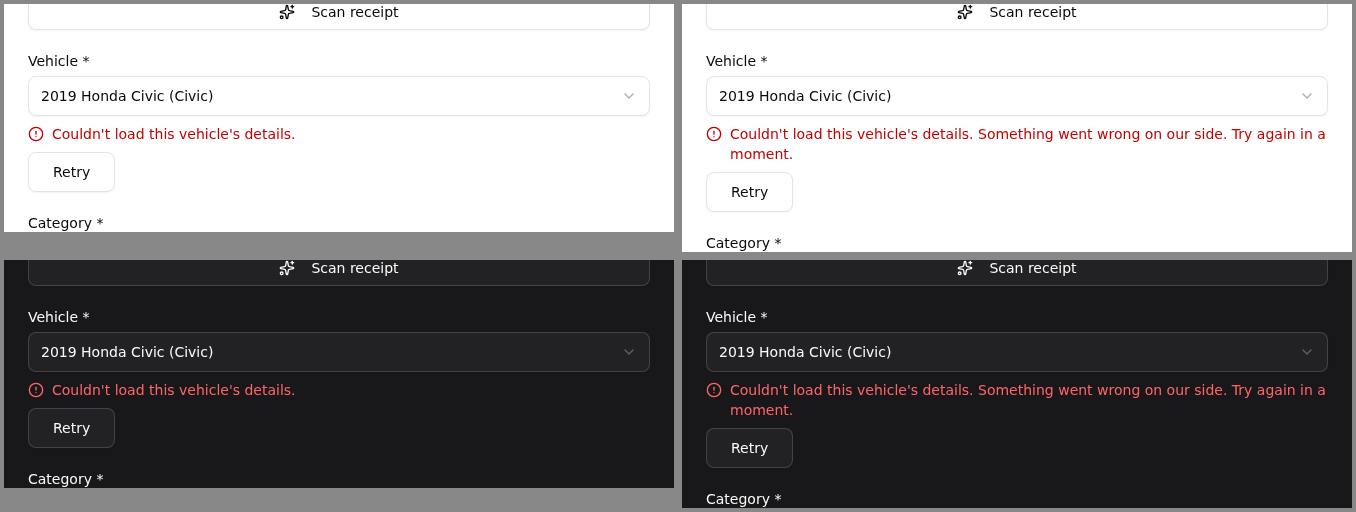 Scan receipt
Vehicle *
2019 Honda Civic (Civic)
Couldn't load this vehicle's details.
Retry
Category *
Scan receipt
Vehicle *
2019 Honda Civic (Civic)
Couldn't load this vehicle's details. Something went wrong on our side. Try again in a
moment.
Retry
Category *
Scan receipt
Vehicle *
2019 Honda Civic (Civic)
Couldn't load this vehicle's details.
Retry
Category *
Scan receipt
Vehicle *
2019 Honda Civic (Civic)
Couldn't load this vehicle's details. Something went wrong on our side. Try again in a
moment.
Retry
Category *